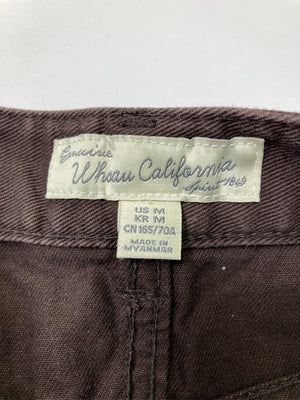 Genuine
Whoau California
Spirit 1849
US M
KR M
CN 165/70A
MADE IN
MYANMAR